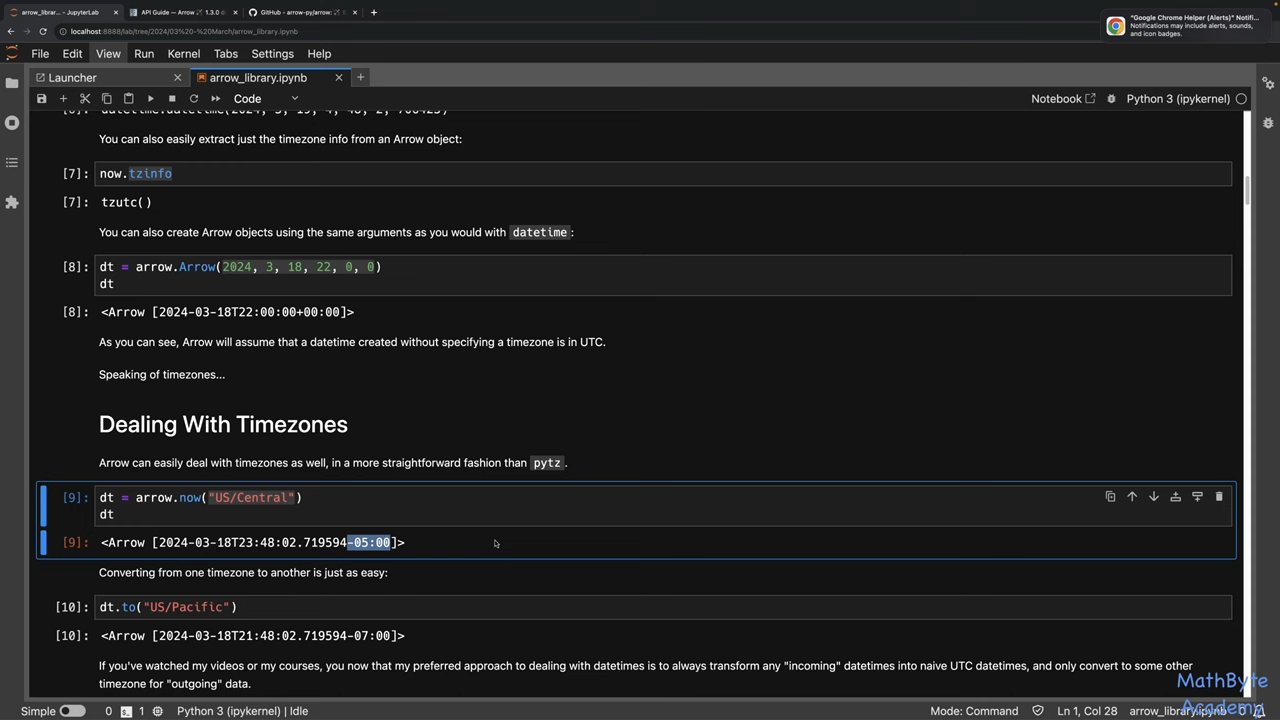 arrow_library... - JupyterLab
API Guide — Arrow 1.3.0 d
GitHub - arrow-py/arrow:
localhost:8888/lab/tree/2024/03%20-%20March/arrow_library.ipynb
"Google Chrome Helper (Alerts)" Notifi...
Notifications may include alerts, sounds,
and icon badges.
File Edit View Run Kernel Tabs Settings Help
Launcher
arrow_library.ipynb
Code
Notebook
Python 3 (ipykernel)
You can also easily extract just the timezone info from an Arrow object:
[7]: now.tzinfo
[7]: tzutc()
You can also create Arrow objects using the same arguments as you would with datetime:
[8]: dt = arrow.Arrow(2024, 3, 18, 22, 0, 0)
dt
[8]: <Arrow [2024-03-18T22:00:00+00:00]>
As you can see, Arrow will assume that a datetime created without specifying a timezone is in UTC.
Speaking of timezones...
Dealing With Timezones
Arrow can easily deal with timezones as well, in a more straightforward fashion than pytz.
[9]: dt = arrow.now("US/Central")
dt
[9]: <Arrow [2024-03-18T23:48:02.719594-05:00]>
Converting from one timezone to another is just as easy:
[10]: dt.to("US/Pacific")
[10]: <Arrow [2024-03-18T21:48:02.719594-07:00]>
If you've watched my videos or my courses, you now that my preferred approach to dealing with datetimes is to always transform any "incoming" datetimes into naive UTC datetimes, and only convert to some other
timezone for "outgoing" data.
MathByte
Academy
Simple 0 1 Python 3 (ipykernel) | Idle
Mode: Command Ln 1, Col 28 arrow_library.ipynb